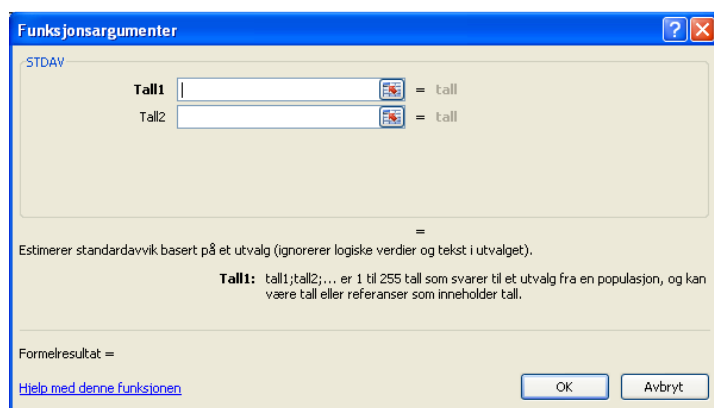 Funksjonsargumenter
STDAV
Tall1 = tall
Tall2 = tall
=
Estimerer standardavvik basert på et utvalg (ignorerer logiske verdier og tekst i utvalget).
Tall1: tall1;tall2;... er 1 til 255 tall som svarer til et utvalg fra en populasjon, og kan
være tall eller referanser som inneholder tall.
Formelresultat =
Hjelp med denne funksjonen
OK Avbryt